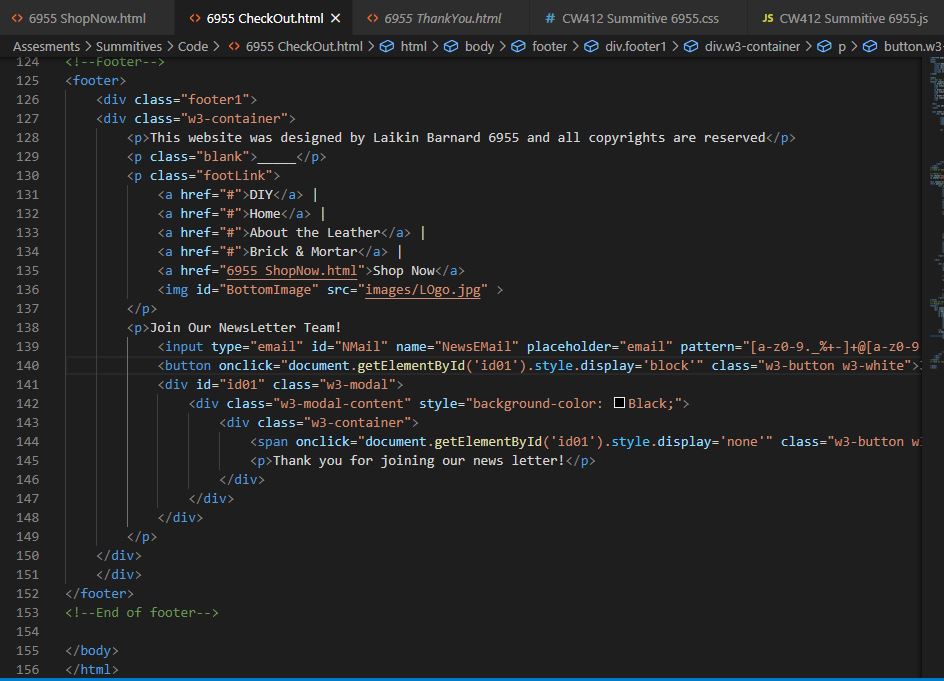 6955 ShopNow.html
6955 CheckOut.html
6955 ThankYou.html
CW412 Summitive 6955.css
JS CW412 Summitive 6955.js
Assesments > Summitives > Code > 6955 CheckOut.html > html > body > footer > div.footer1 > div.w3-container > p > button.w3-
124 <!--Footer-->
125 <footer>
126 <div class="footer1">
127 <div class="w3-container">
128 <p>This website was designed by Laikin Barnard 6955 and all copyrights are reserved</p>
129 <p class="blank">_____</p>
130 <p class="footLink">
131 <a href="#">DIY</a> |
132 <a href="#">Home</a> |
133 <a href="#">About the Leather</a> |
134 <a href="#">Brick & Mortar</a> |
135 <a href="6955 ShopNow.html">Shop Now</a>
136 <img id="BottomImage" src="images/LOgo.jpg" >
137 </p>
138 <p>Join Our NewsLetter Team!
139 <input type="email" id="NMail" name="NewsEMail" placeholder="email" pattern="[a-z0-9._%+-]+@[a-z0-9
140 <button onclick="document.getElementById('id01').style.display='block'" class="w3-button w3-white">
141 <div id="id01" class="w3-modal">
142 <div class="w3-modal-content" style="background-color: Black;">
143 <div class="w3-container">
144 <span onclick="document.getElementById('id01').style.display='none'" class="w3-button w
145 <p>Thank you for joining our news letter!</p>
146 </div>
147 </div>
148 </div>
149 </p>
150 </div>
151 </div>
152 </footer>
153 <!--End of footer-->
154
155 </body>
156 </html>